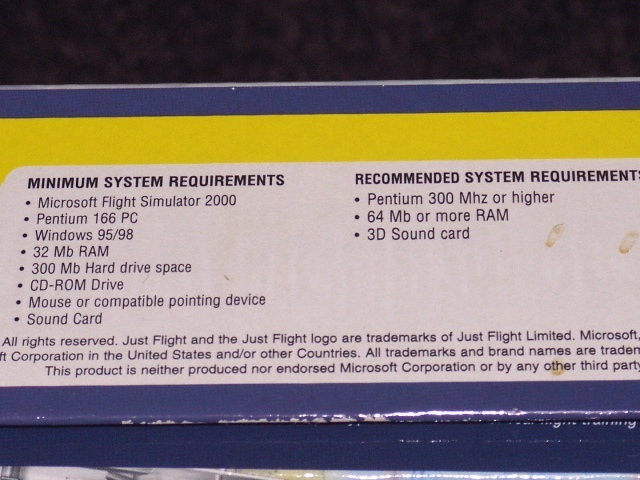 MINIMUM SYSTEM REQUIREMENTS
• Microsoft Flight Simulator 2000
• Pentium 166 PC
• Windows 95/98
• 32 Mb RAM
• 300 Mb Hard drive space
• CD-ROM Drive
• Mouse or compatible pointing device
• Sound Card
RECOMMENDED SYSTEM REQUIREMENTS
• Pentium 300 Mhz or higher
• 64 Mb or more RAM
• 3D Sound card
All rights reserved. Just Flight and the Just Flight logo are trademarks of Just Flight Limited. Microsoft,
ft Corporation in the United States and/or other Countries. All trademarks and brand names are tradem
This product is neither produced nor endorsed Microsoft Corporation or by any other third party
training